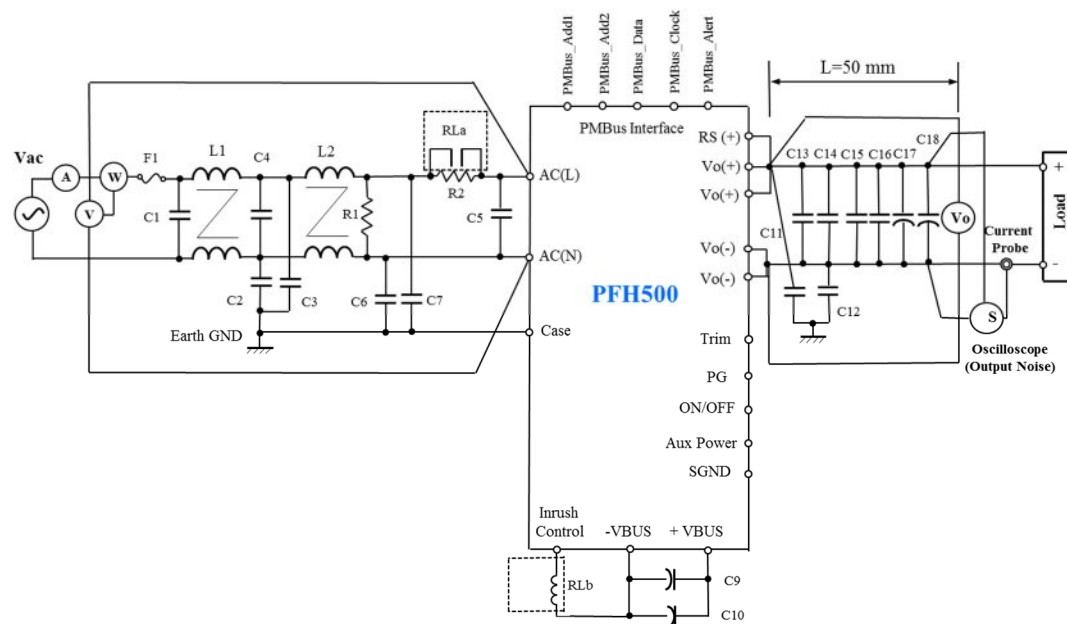 PMBus_Add1
PMBus_Add2
PMBus_Data
PMBus_Clock
PMBus_Alert
L=50 mm
PMBus Interface
RS (+)
Vo(+)
Vo(+)
Vo(-)
Vo(-)
Trim
PG
ON/OFF
Aux Power
SGND
PFH500
AC(L)
AC(N)
Case
Inrush
Control
-VBUS
+ VBUS
RLb
C9
C10
Vac
A
W
V
F1
L1
C4
L2
RLa
R2
C1
R1
C5
C2
C3
C6
C7
Earth GND
C13
C14
C15
C16
C17
C18
C11
C12
Vo
Current
Probe
+
Load
-
S
Oscilloscope
(Output Noise)